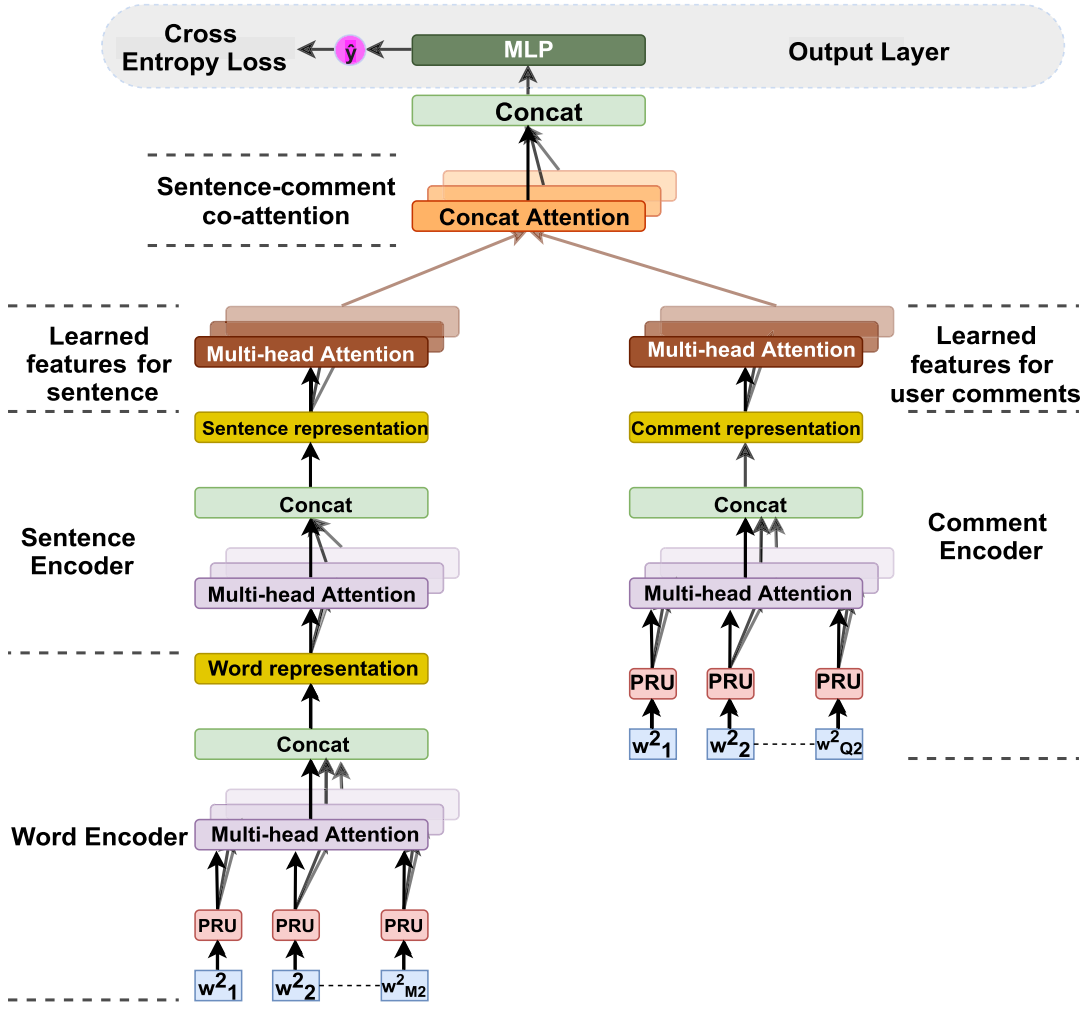 Cross
Entropy Loss
ŷ
MLP
Output Layer
Concat
Sentence-comment
co-attention
Concat Attention
Learned
features for
sentence
Multi-head Attention
Multi-head Attention
Learned
features for
user comments
Sentence representation
Comment representation
Concat
Concat
Sentence
Encoder
Comment
Encoder
Multi-head Attention
Multi-head Attention
Word representation
PRU
PRU
PRU
w²₁
w²₂
w²Q2
Concat
Word Encoder
Multi-head Attention
PRU
PRU
PRU
w²₁
w²₂
w²M2